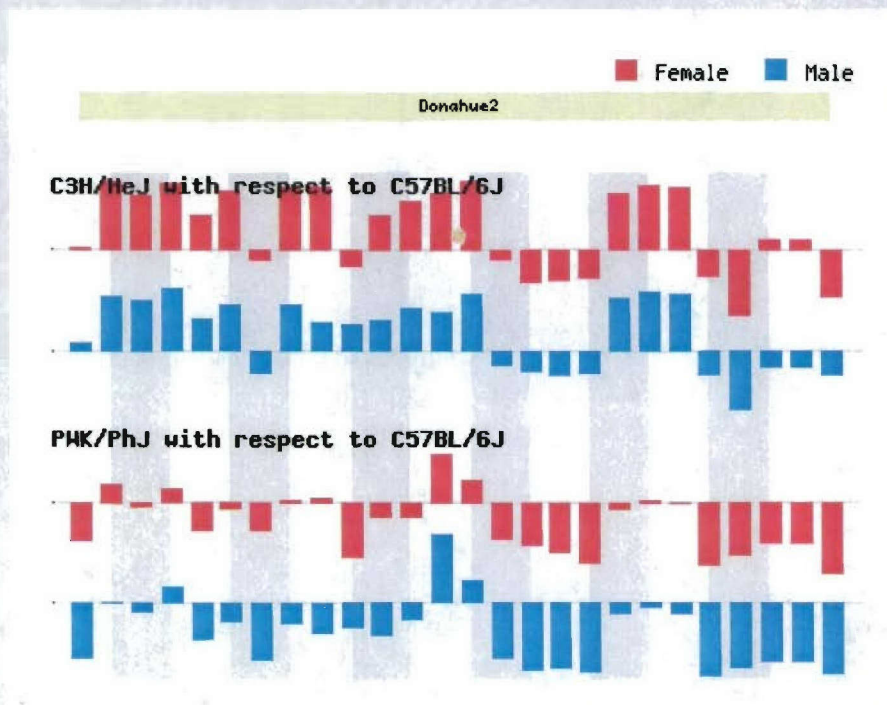 Female Male
Donahue2
C3H/HeJ with respect to C57BL/6J
PWK/PhJ with respect to C57BL/6J